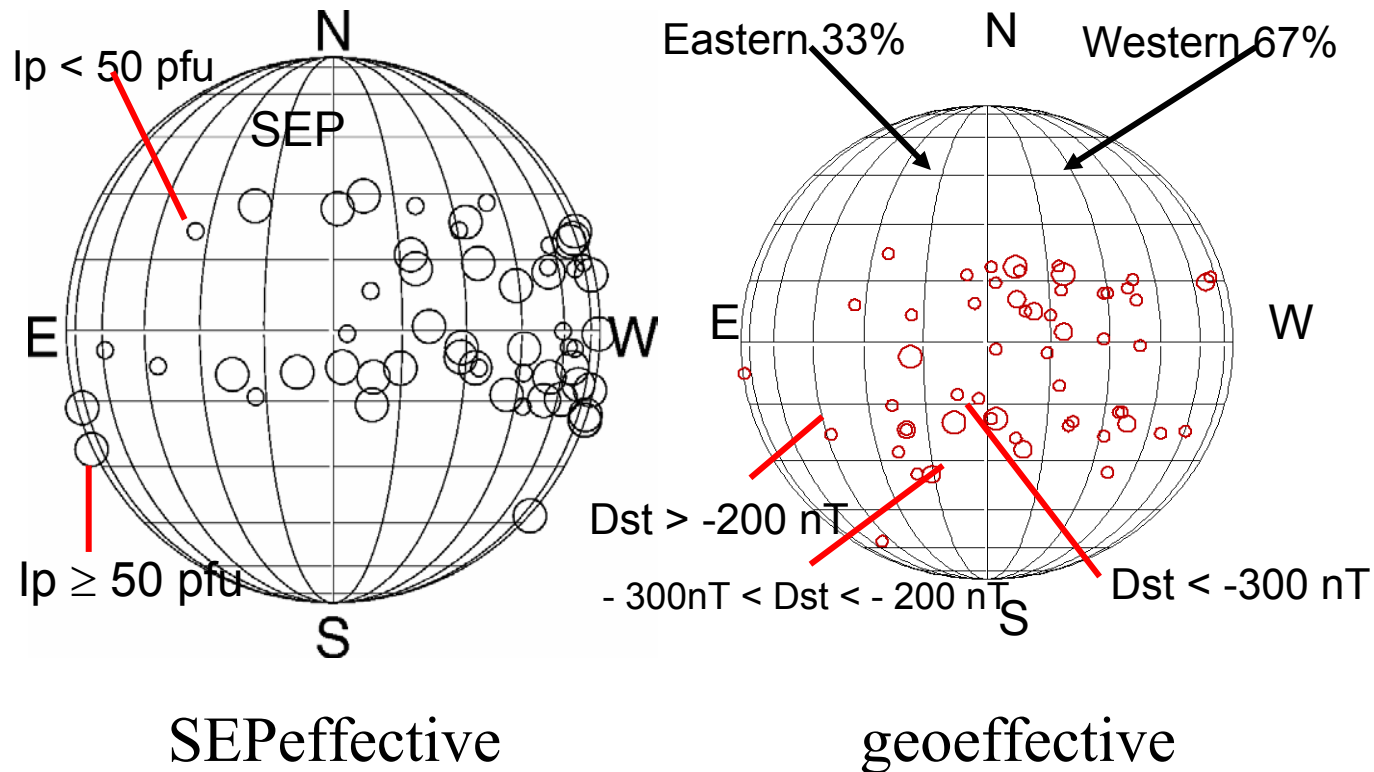 N
Ip < 50 pfu
SEP
E
W
Ip ≥ 50 pfu
S
SEPeffective
Eastern 33%
N
Western 67%
E
W
Dst > -200 nT
- 300nT < Dst < - 200 nT
Dst < -300 nT
S
geoeffective